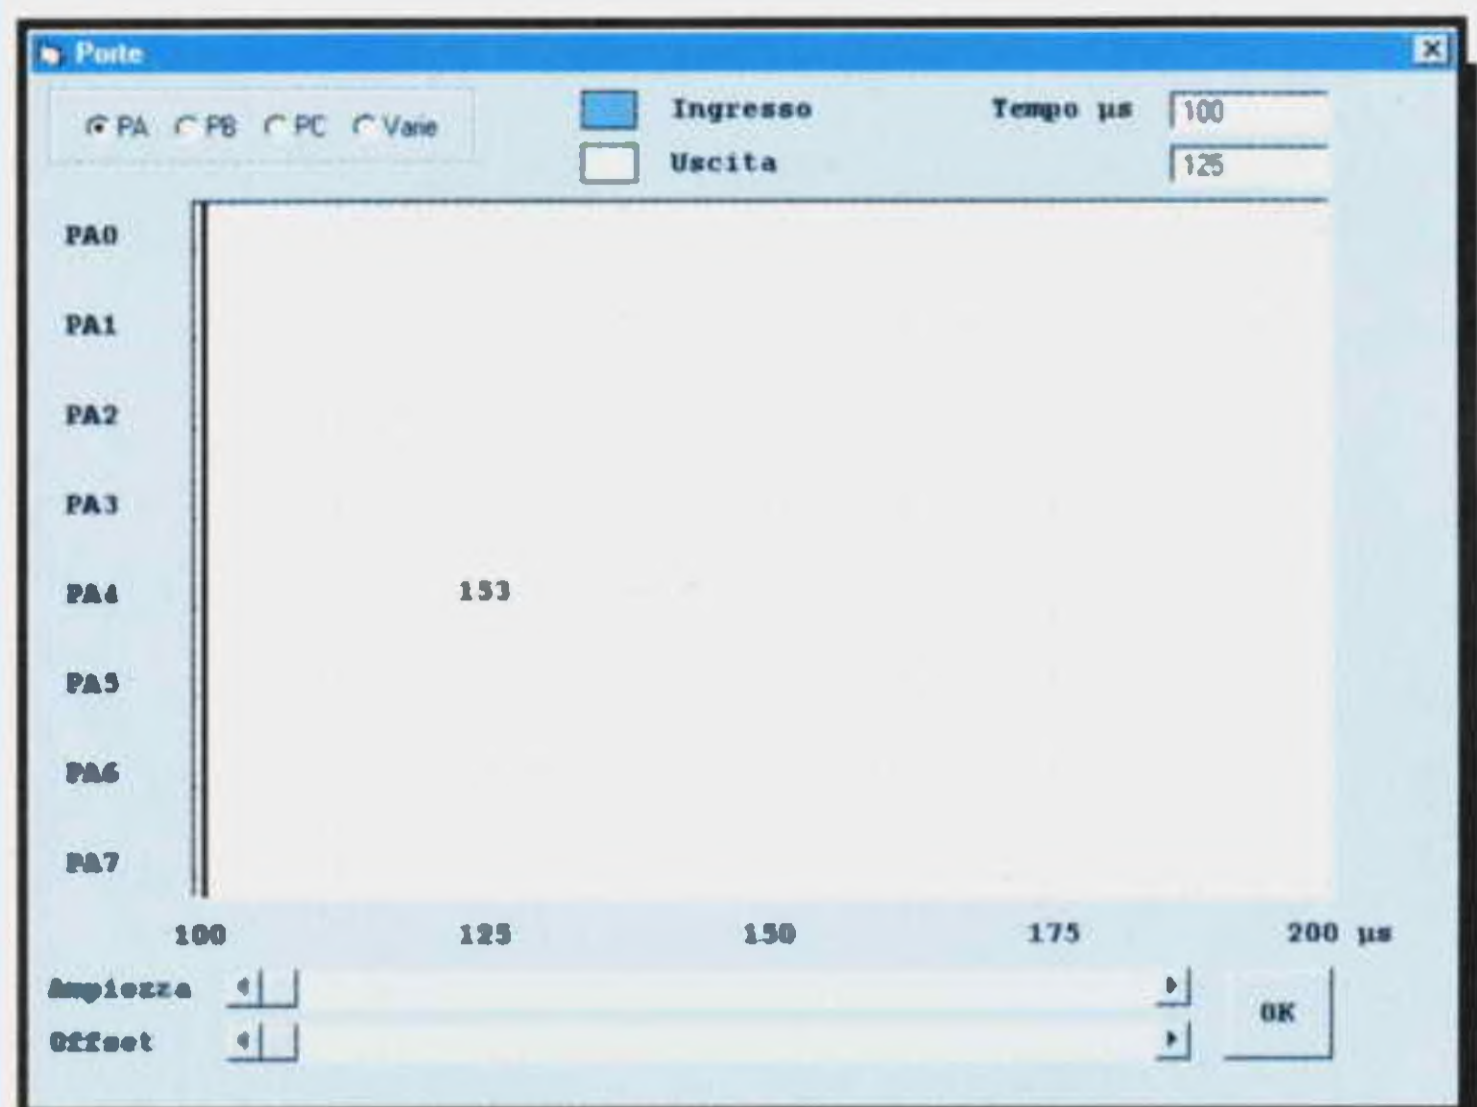 Porte
PA PB PC Varie
Ingresso
Uscita
Tempo µs 100
125
PA0
PA1
PA2
PA3
PA4 153
PA5
PA6
PA7
100 125 150 175 200 µs
Ampiezza
Offset
OK